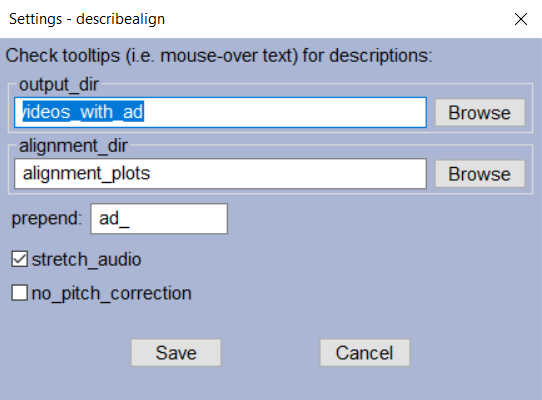 Settings - describealign
Check tooltips (i.e. mouse-over text) for descriptions:
output_dir
videos_with_ad
Browse
alignment_dir
alignment_plots
Browse
prepend: ad_
stretch_audio
no_pitch_correction
Save
Cancel